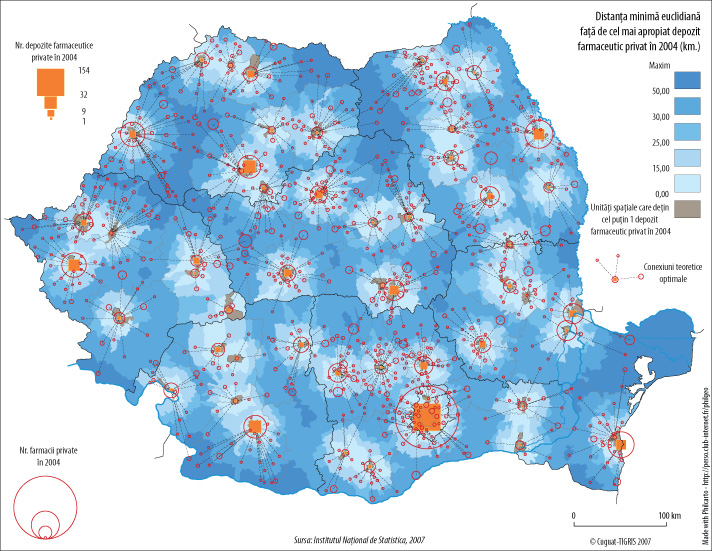 Distanța minimă euclidiană
față de cel mai apropiat depozit
farmaceutic privat în 2004 (km.)
Nr. depozite farmaceutice
private în 2004
154
32
9
1
Maxim
50,00
30,00
25,00
15,00
0,00
Unități spațiale care dețin
cel puțin 1 depozit
farmaceutic privat în 2004
Conexiuni teoretice
optimale
Nr. farmacii private
în 2004
0
100 km
Sursa: Institutul Național de Statistica, 2007
© Cuguat-TIGRIS 2007
Made with Philcarto - http://perso.club-internet.fr/philgeo